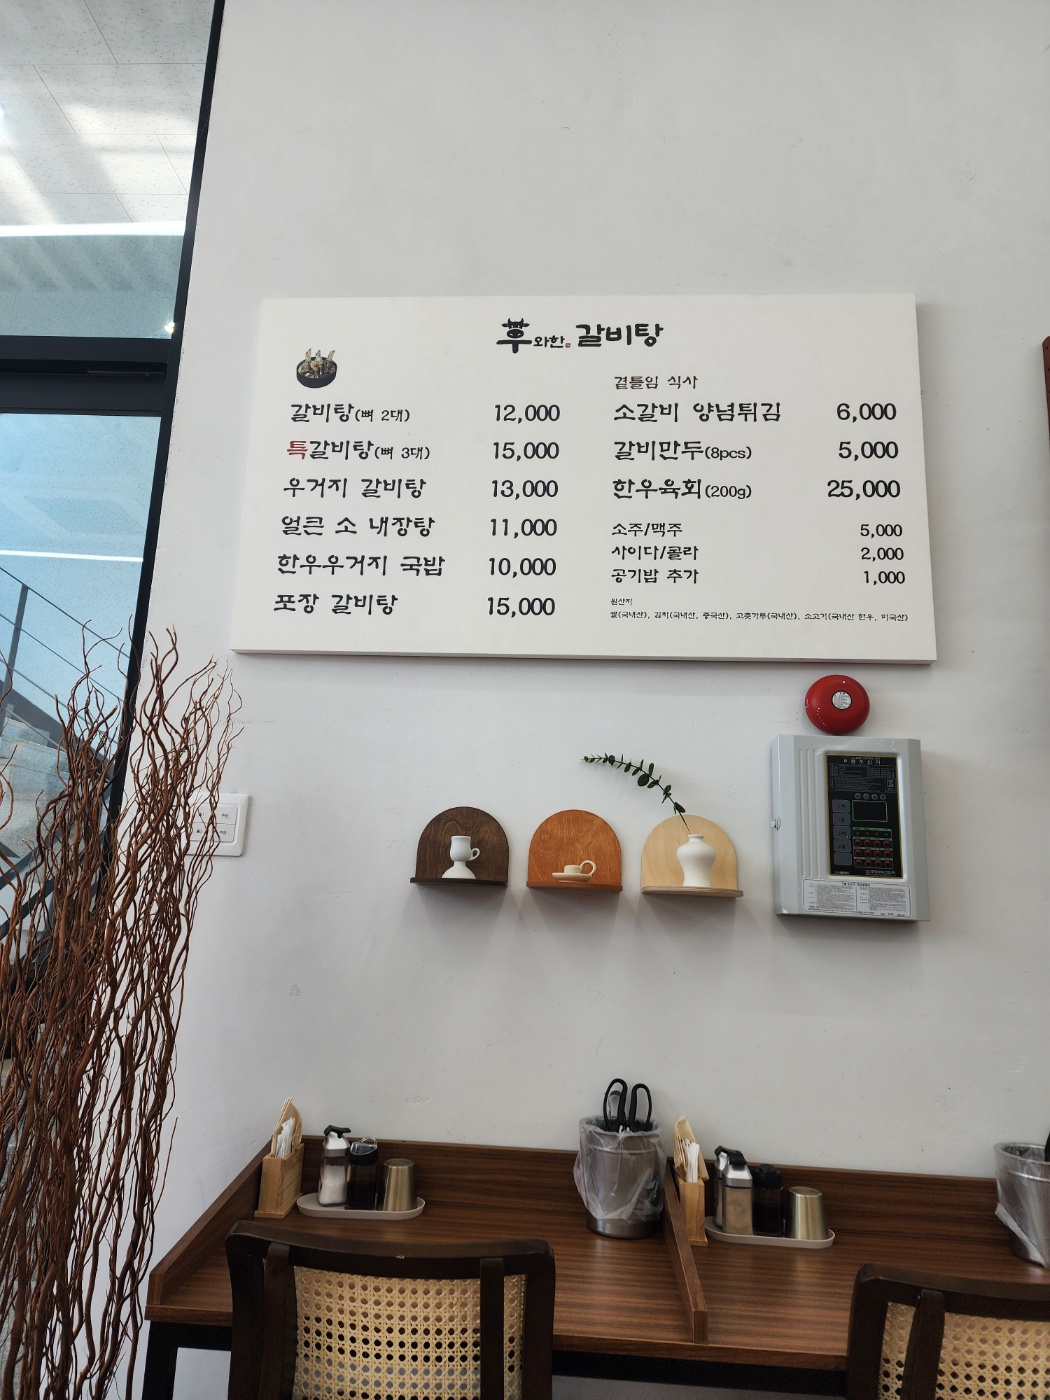 후와한 갈비탕
갈비탕(뼈 2대) 12,000
특갈비탕(뼈 3대) 15,000
우거지 갈비탕 13,000
얼큰 소 내장탕 11,000
한우우거지 국밥 10,000
포장 갈비탕 15,000
곁들임 식사
소갈비 양념튀김 6,000
갈비만두(8pcs) 5,000
한우육회(200g) 25,000
소주/맥주 5,000
사이다/콜라 2,000
공기밥 추가 1,000
원산지
쌀(국내산), 김치(국내산, 중국산), 고춧가루(국내산), 소고기(국내산 한우, 미국산)